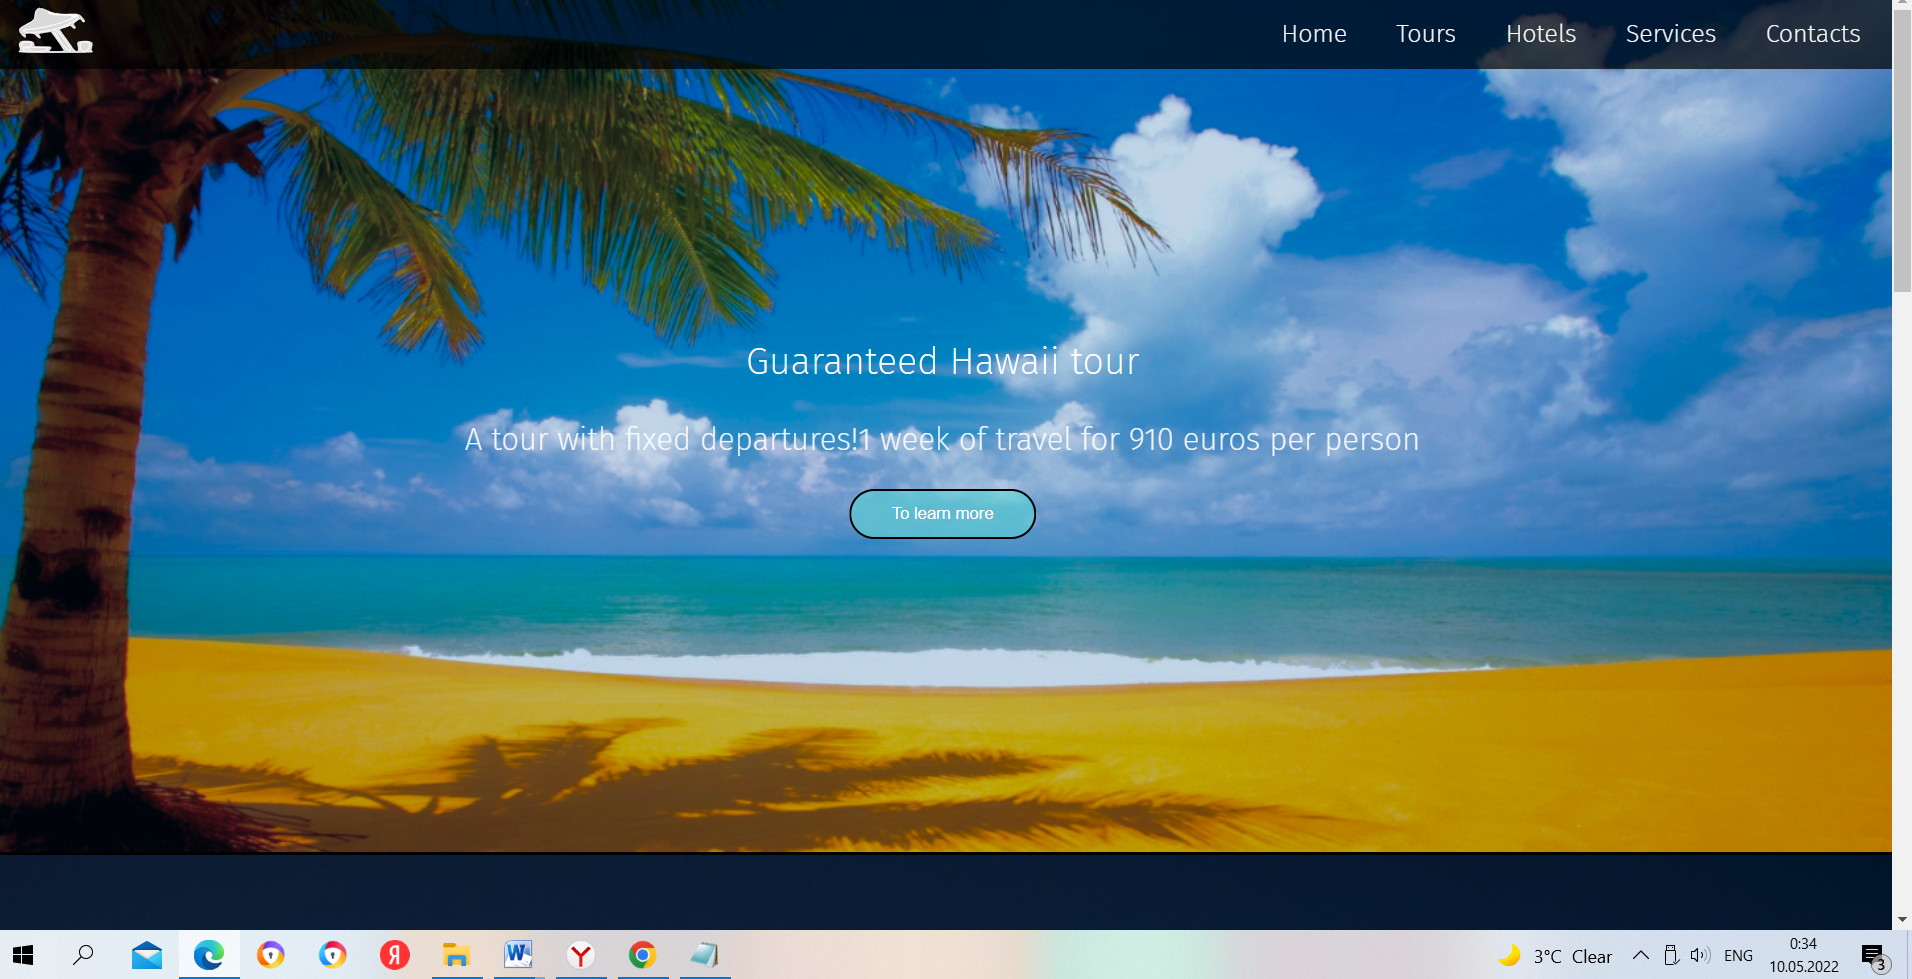 Home Tours Hotels Services Contacts
Guaranteed Hawaii tour
A tour with fixed departures!1 week of travel for 910 euros per person
To learn more
Я W Y 3°C Clear ENG 0:34
10.05.2022 3